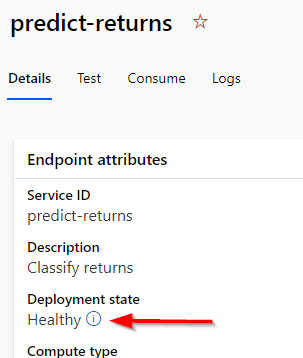 predict-returns
Details Test Consume Logs
Endpoint attributes
Service ID
predict-returns
Description
Classify returns
Deployment state
Healthy
Compute type